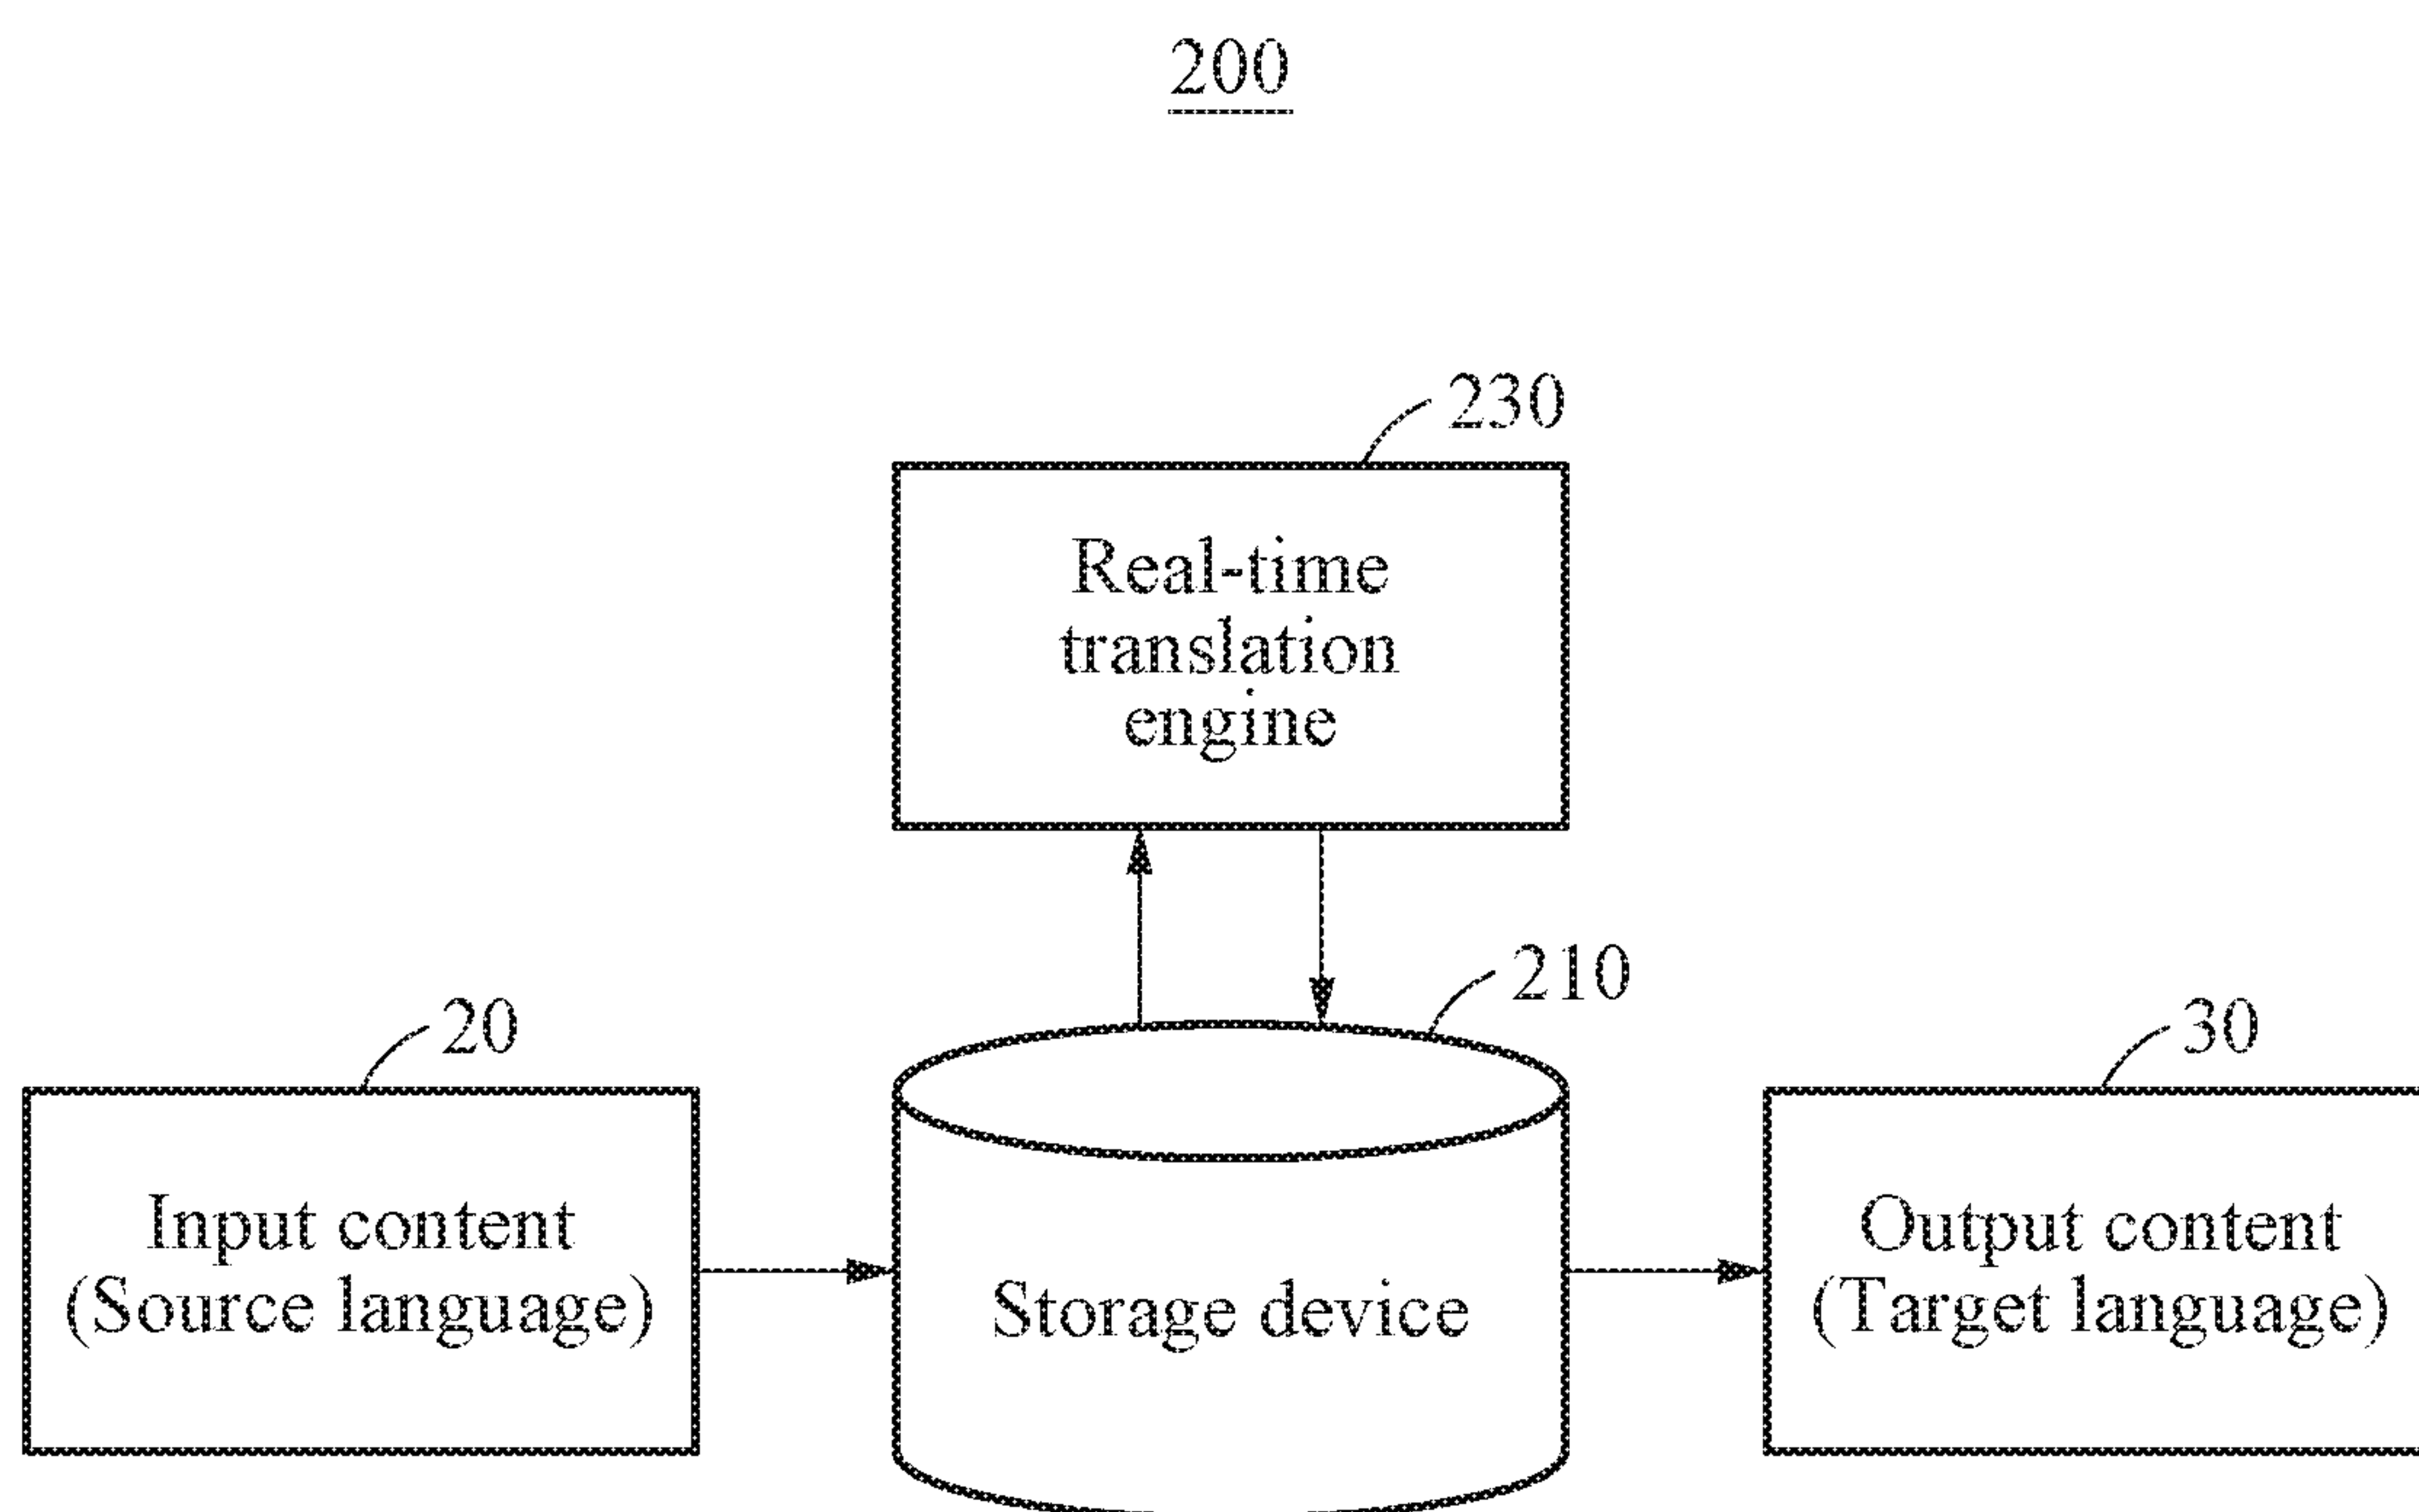 200
230
Real-time
translation
engine
210
20
30
Input content
(Source language)
Storage device
Output content
(Target language)